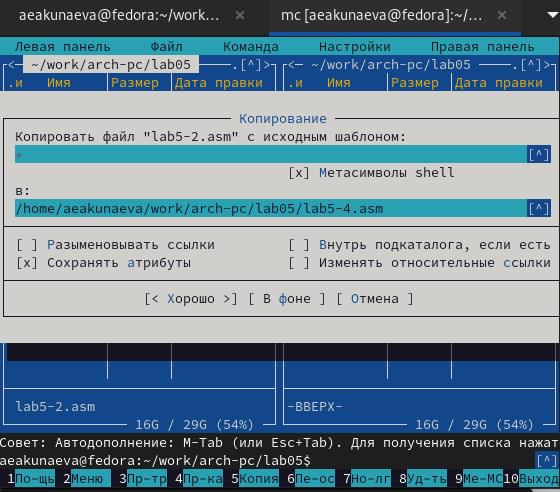 aeakunaeva@fedora:~/work... × mc [aeakunaeva@fedora]:~/... ×
Левая панель Файл Команда Настройки Правая панель
<— ~/work/arch-pc/lab05 —.[^]> <— ~/work/arch-pc/lab05 —.[^]>
.и Имя Размер Дата правки .и Имя Размер Дата правки
Копирование
Копировать файл "lab5-2.asm" с исходным шаблоном:
* [^]
[x] Метасимволы shell
в:
/home/aeakunaeva/work/arch-pc/lab05/lab5-4.asm [^]
[ ] Разыменовывать ссылки [ ] Внутрь подкаталога, если есть
[x] Сохранять атрибуты [ ] Изменять относительные ссылки
[< Хорошо >] [ В фоне ] [ Отмена ]
lab5-2.asm -ВВЕРХ-
16G / 29G (54%) 16G / 29G (54%)
Совет: Автодополнение: M-Tab (или Esc+Tab). Для получения списка нажат
aeakunaeva@fedora:~/work/arch-pc/lab05$ [^]
1По~щь 2Меню 3Пр~тр 4Пр~ка 5Копия 6Пе~ос 7Но~лг 8Уд~ть 9Ме~МС10Выход